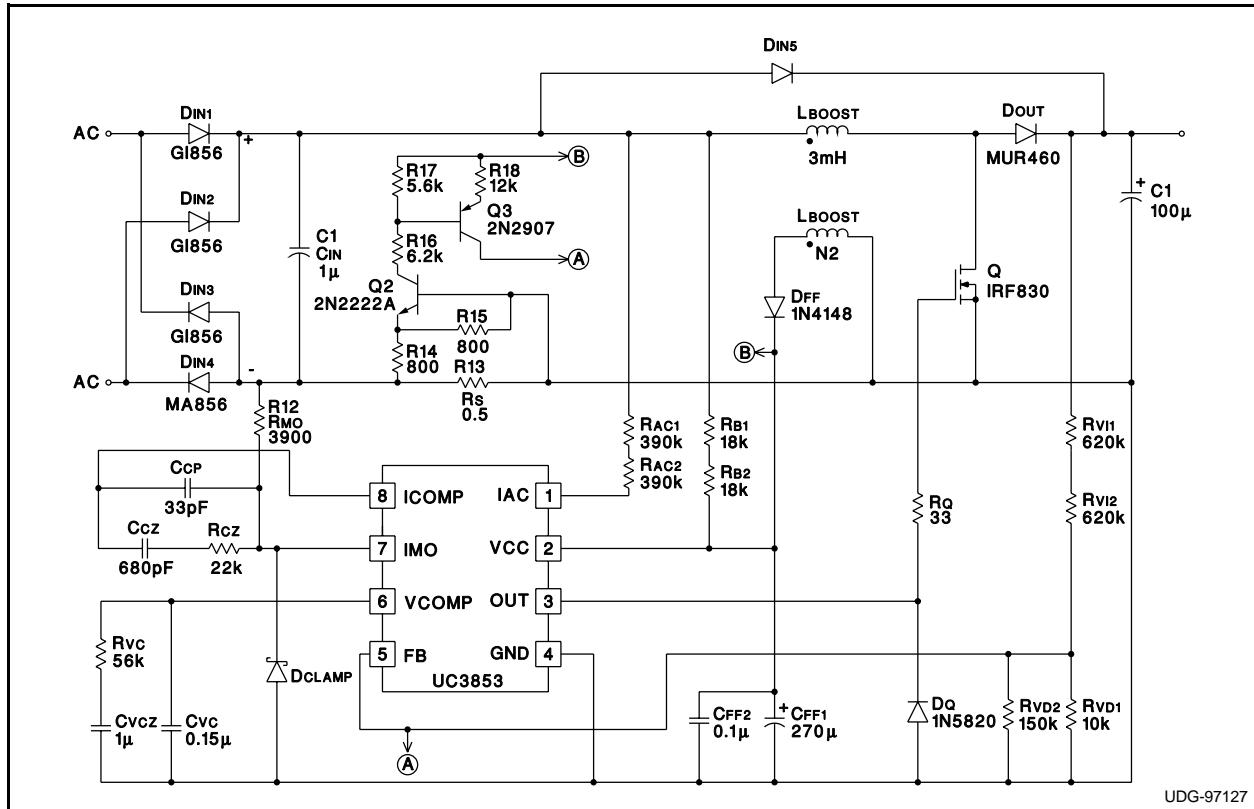 DIN5
DIN1
GI856
DIN2
GI856
DIN3
GI856
DIN4
MA856
AC
AC
+
-
C1
CIN
1µ
R17
5.6k
R18
12k
B
Q3
2N2907
R16
6.2k
A
Q2
2N2222A
R15
800
R14
800
R13
RS
0.5
R12
RMO
3900
LBOOST
3mH
DOUT
MUR460
+
C1
100µ
LBOOST
N2
DFF
1N4148
B
Q
IRF830
RAC1
390k
RAC2
390k
RB1
18k
RB2
18k
RQ
33
RVI1
620k
RVI2
620k
CCP
33pF
CCZ
680pF
RCZ
22k
8 ICOMP
IAC 1
7 IMO
VCC 2
6 VCOMP
OUT 3
5 FB
GND 4
UC3853
RVC
56k
CVCZ
1µ
CVC
0.15µ
DCLAMP
A
CFF2
0.1µ
+
CFF1
270µ
DQ
1N5820
RVD2
150k
RVD1
10k
UDG-97127